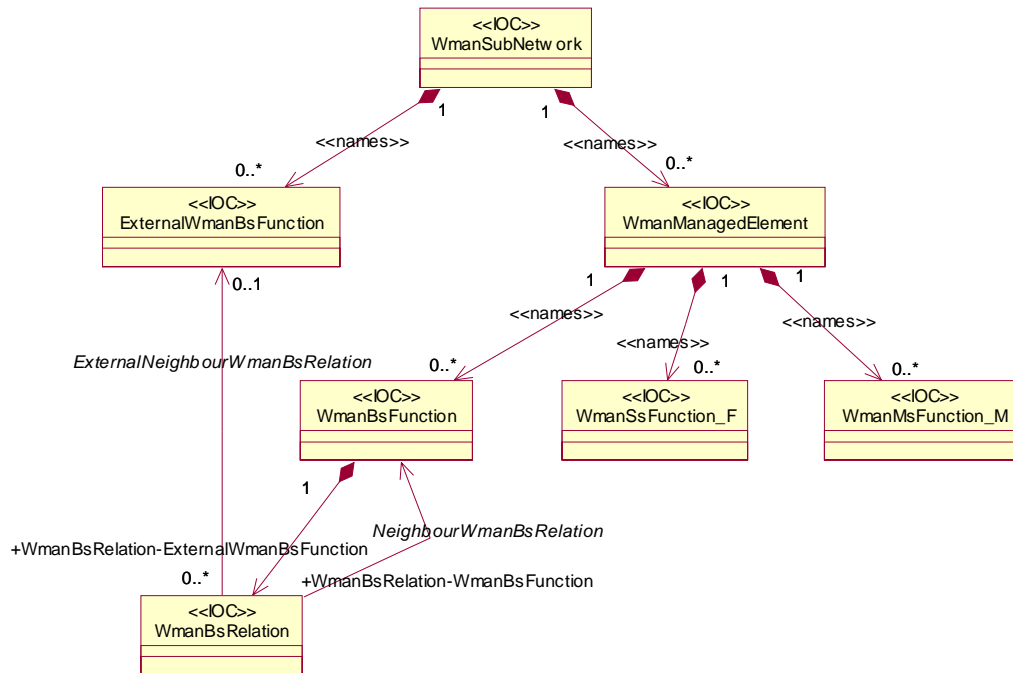 <<IOC>>
WmanSubNetwork
1
1
<<names>>
<<names>>
0..*
0..*
<<IOC>>
ExternalWmanBsFunction
<<IOC>>
WmanManagedElement
0..1
1
1
1
<<names>>
<<names>>
<<names>>
ExternalNeighbourWmanBsRelation
0..*
0..*
0..*
<<IOC>>
WmanBsFunction
<<IOC>>
WmanSsFunction_F
<<IOC>>
WmanMsFunction_M
1
NeighbourWmanBsRelation
+WmanBsRelation-ExternalWmanBsFunction
0..*
+WmanBsRelation-WmanBsFunction
<<IOC>>
WmanBsRelation